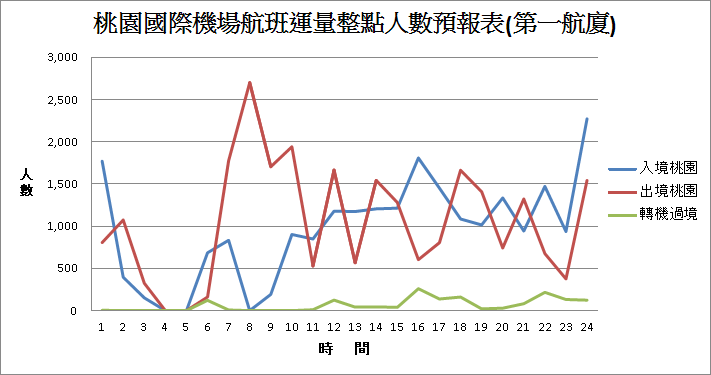 桃園國際機場航班運量整點人數預報表(第一航廈)
3,000
2,500
2,000
1,500
1,000
500
0
人數
1 2 3 4 5 6 7 8 9 10 11 12 13 14 15 16 17 18 19 20 21 22 23 24
時 間
入境桃園
出境桃園
轉機過境